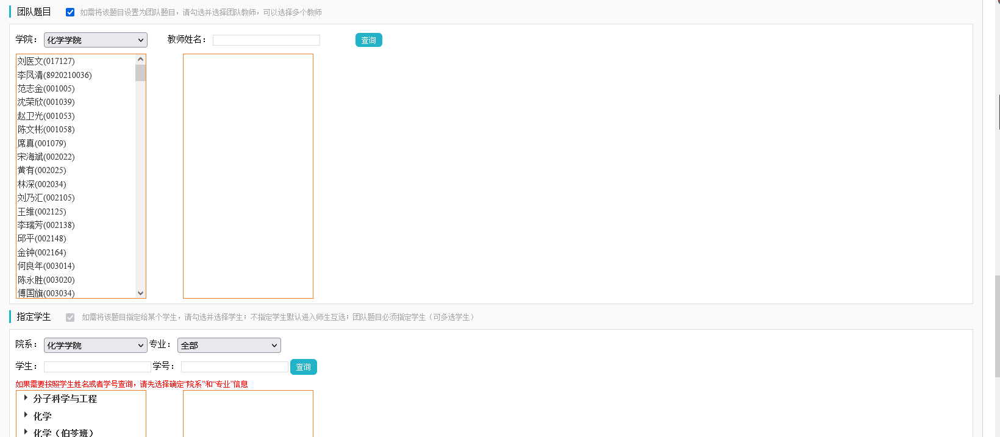 团队题目 如需将该题目设置为团队题目，请勾选并选择团队教师，可以选择多个教师
学院： 化学学院 教师姓名： 查询
刘医文(017127)
李凤清(8920210036)
范志金(001005)
沈荣欣(001039)
赵卫光(001053)
陈文彬(001058)
席真(001079)
宋海斌(002022)
黄有(002025)
林深(002034)
刘乃汇(002105)
王维(002125)
李瑞芳(002138)
邱平(002148)
金钟(002164)
何良年(003014)
陈永胜(003020)
傅国旗(003034)
指定学生 如需将该题目指定给某个学生，请勾选并选择学生；不指定学生默认进入师生互选；团队题目必须指定学生（可多选学生）
院系： 化学学院 专业： 全部
学生： 学号： 查询
如果需要按照学生姓名或者学号查询，请先选择确定“院系”和“专业”信息
分子科学与工程
化学
化学（伯苓班）